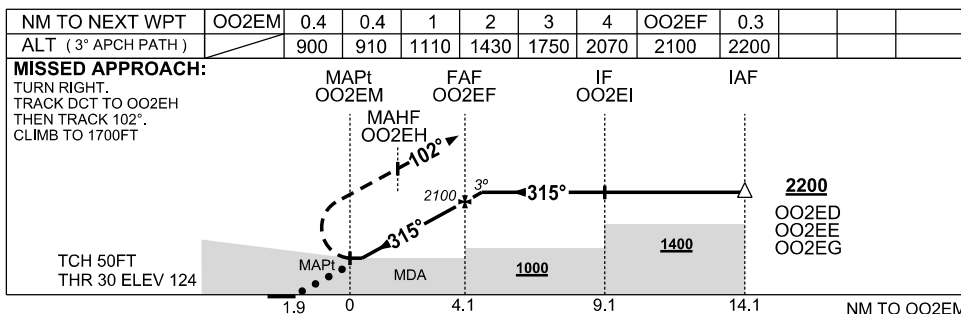 NM TO NEXT WPT OO2EM 0.4 0.4 1 2 3 4 OO2EF 0.3
ALT ( 3° APCH PATH ) 900 910 1110 1430 1750 2070 2100 2200
MISSED APPROACH:
TURN RIGHT.
TRACK DCT TO OO2EH
THEN TRACK 102°.
CLIMB TO 1700FT
MAPt
OO2EM
MAHF
OO2EH
FAF
OO2EF
IF
OO2EI
IAF
102°
2100
3°
315°
315°
2200
OO2ED
OO2EE
OO2EG
TCH 50FT
THR 30 ELEV 124
MAPt
MDA
1000
1400
1.9 0 4.1 9.1 14.1 NM TO OO2EM